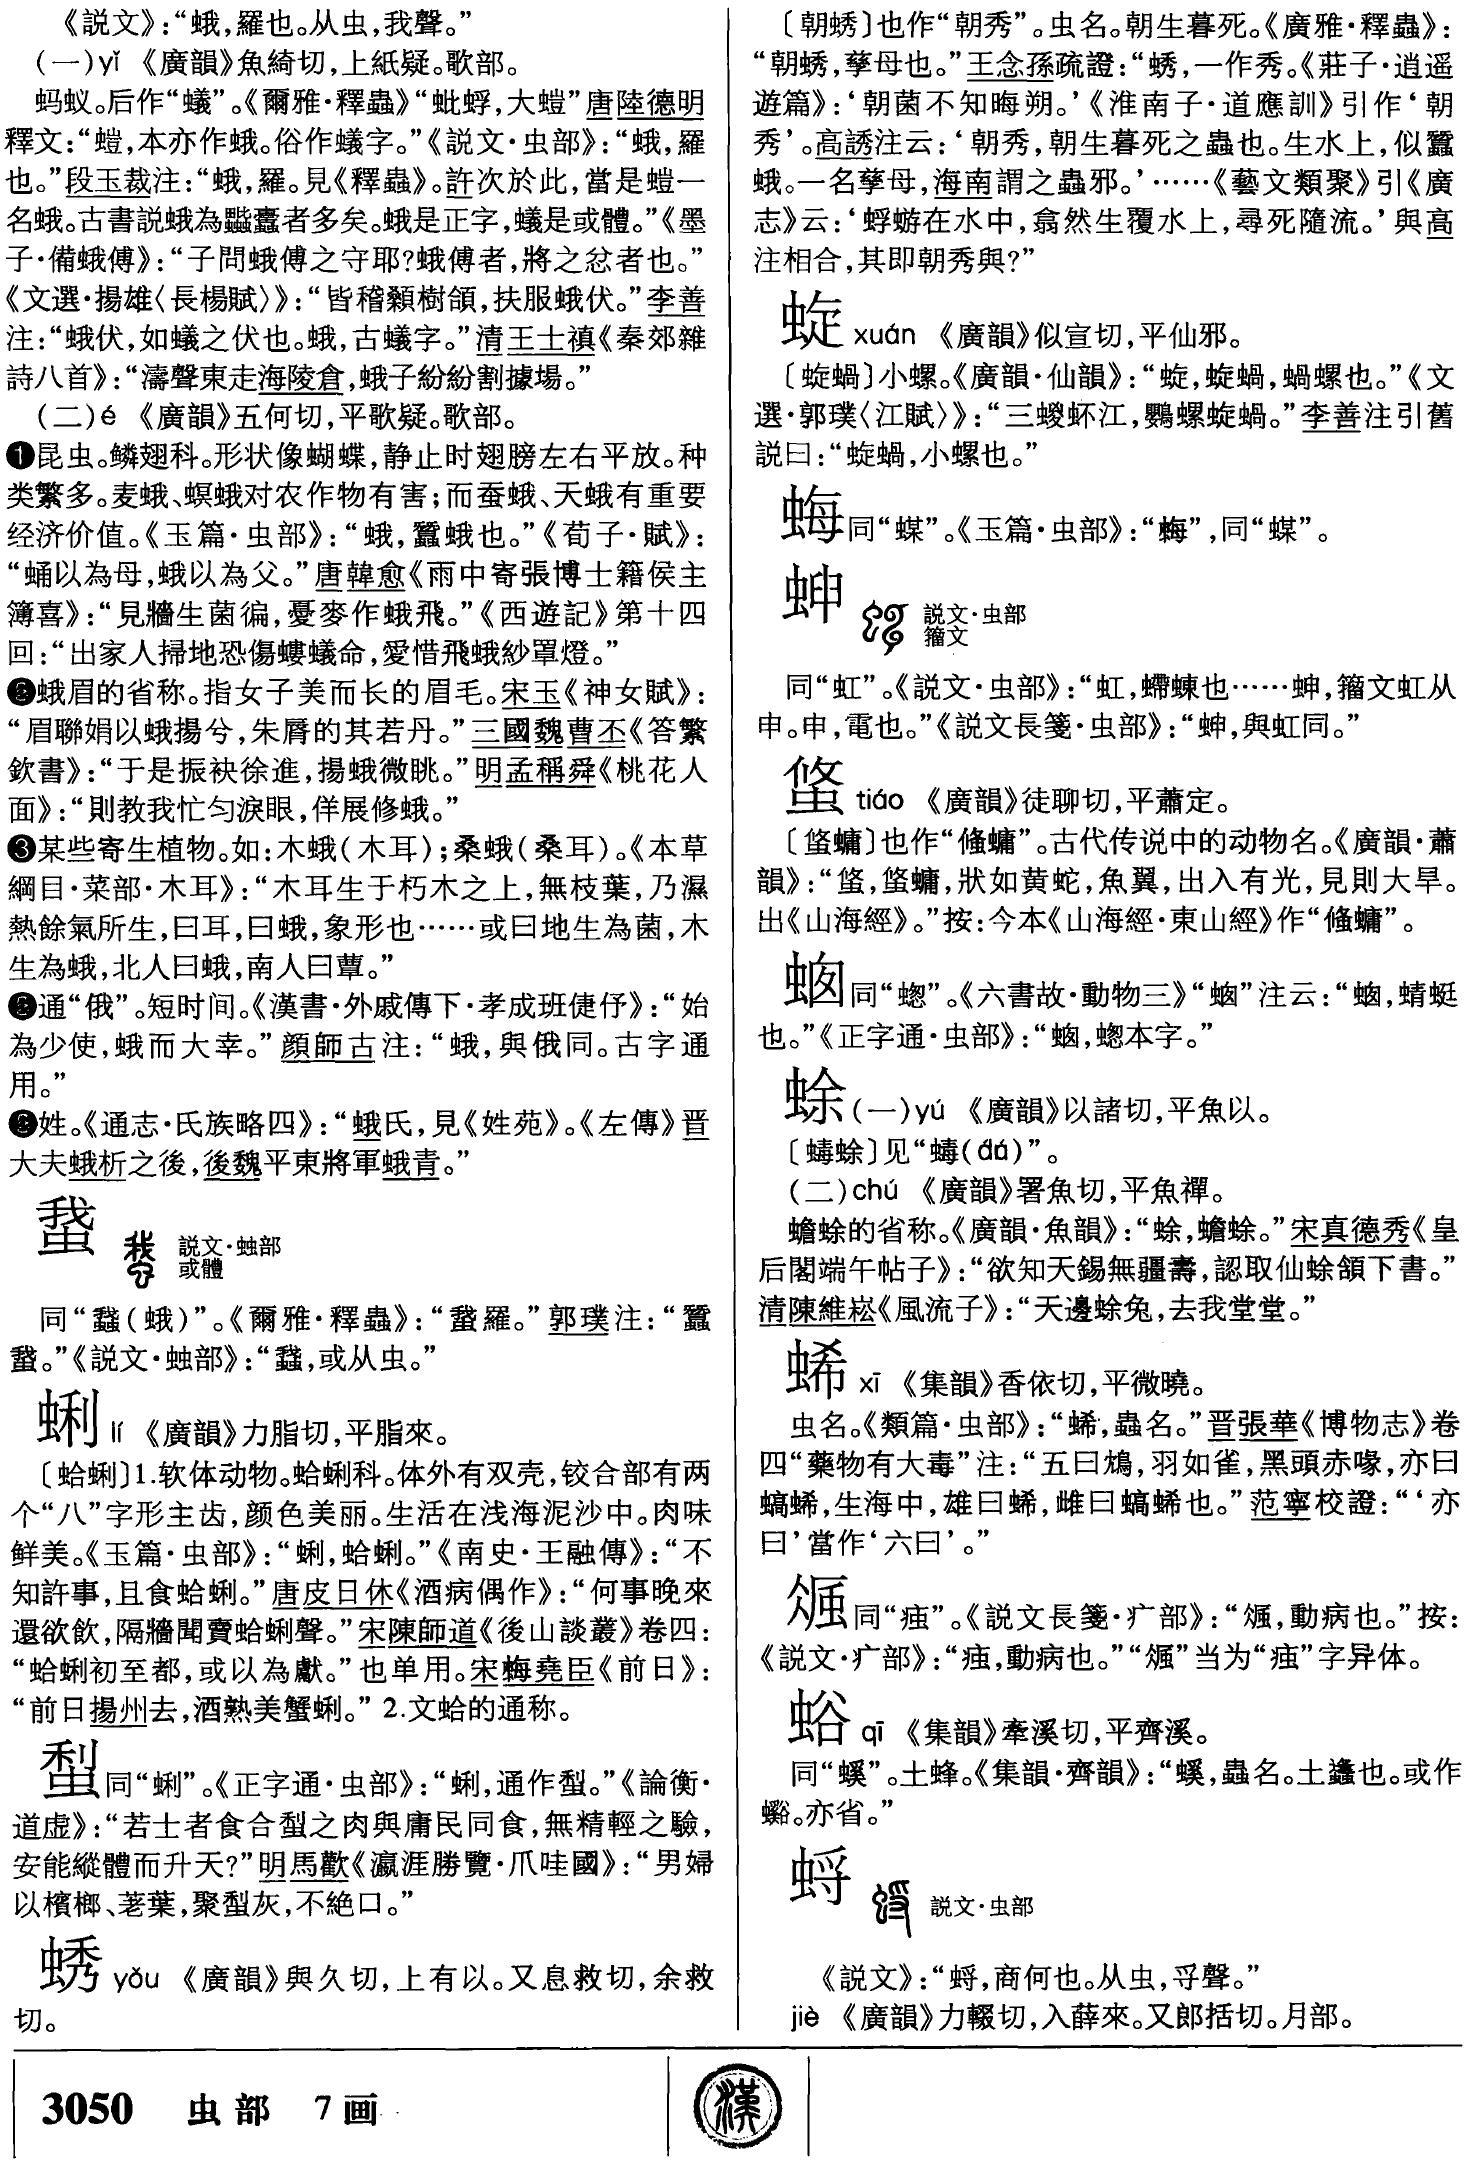 《説文》：“蛾，羅也。从虫，我聲。”
（一）yǐ 《廣韻》魚綺切，上紙疑。歌部。
蚂蚁。后作“蟻”。《爾雅·釋蟲》“蚍蜉，大螘”唐陸德明
釋文：“螘，本亦作蛾。俗作蟻字。”《説文·虫部》：“蛾，羅
也。”段玉裁注：“蛾，羅。見《釋蟲》。許次於此，當是螘一
名蛾。古書説蛾為䘉蠹者多矣。蛾是正字，蟻是或體。”《墨
子·備蛾傅》：“子問蛾傅之守耶？蛾傅者，將之忿者也。”
《文選·揚雄〈長楊賦〉》：“皆稽顙樹頜，扶服蛾伏。”李善
注：“蛾伏，如蟻之伏也。蛾，古蟻字。”清王士禛《秦郊雜
詩八首》：“濤聲東走海陵倉，蛾子紛紛割據場。”
（二）é 《廣韻》五何切，平歌疑。歌部。
❶昆虫。鳞翅科。形状像蝴蝶，静止时翅膀左右平放。种
类繁多。麦蛾、螟蛾对农作物有害；而蚕蛾、天蛾有重要
经济价值。《玉篇·虫部》：“蛾，蠶蛾也。”《荀子·賦》：
“蛹以為母，蛾以為父。”唐韓愈《雨中寄張博士籍侯主
簿喜》：“見牆生菌徧，憂麥作蛾飛。”《西遊記》第十四
回：“出家人掃地恐傷螻蟻命，愛惜飛蛾紗罩燈。”
❷蛾眉的省称。指女子美而长的眉毛。宋玉《神女賦》：
“眉聯娟以蛾揚兮，朱脣的其若丹。”三國魏曹丕《答繁
欽書》：“于是振袂徐進，揚蛾微眺。”明孟稱舜《桃花人
面》：“則教我忙匀淚眼，佯展修蛾。”
❸某些寄生植物。如：木蛾（木耳）；桑蛾（桑耳）。《本草
綱目·菜部·木耳》：“木耳生于朽木之上，無枝葉，乃濕
熱餘氣所生，曰耳，曰蛾，象形也……或曰地生為菌，木
生為蛾，北人曰蛾，南人曰蕈。”
❹通“俄”。短时间。《漢書·外戚傳下·孝成班倢伃》：“始
為少使，蛾而大幸。”顔師古注：“蛾，與俄同。古字通
用。”
❺姓。《通志·氏族略四》：“蛾氏，見《姓苑》。《左傳》晋
大夫蛾析之後，後魏平東將軍蛾青。”
䖸 説文·䖵部
或體
同“䗸（蛾）”。《爾雅·釋蟲》：“䖸羅。”郭璞注：“蠶
䖸。”《説文·䖵部》：“䗸，或从虫。”
蜊 lí 《廣韻》力脂切，平脂來。
〔蛤蜊〕1.软体动物。蛤蜊科。体外有双壳，铰合部有两
个“八”字形主齿，颜色美丽。生活在浅海泥沙中。肉味
鲜美。《玉篇·虫部》：“蜊，蛤蜊。”《南史·王融傳》：“不
知許事，且食蛤蜊。”唐皮日休《酒病偶作》：“何事晚來
還欲飲，隔牆聞賣蛤蜊聲。”宋陳師道《後山談叢》卷四：
“蛤蜊初至都，或以為獻。”也单用。宋梅堯臣《前日》：
“前日揚州去，酒熟美蟹蜊。” 2.文蛤的通称。
蛪同“蜊”。《正字通·虫部》：“蜊，通作䖿。”《論衡·
道虚》：“若士者食合䖿之肉與庸民同食，無精輕之驗，
安能縱體而升天？”明馬歡《瀛涯勝覽·爪哇國》：“男婦
以檳榔、荖葉，聚䖿灰，不絶口。”
蜏 yǒu 《廣韻》與久切，上有以。又息救切，余救
切。
〔朝蜏〕也作“朝秀”。虫名。朝生暮死。《廣雅·釋蟲》：
“朝蜏，孳母也。”王念孫疏證：“蜏，一作秀。《莊子·逍遥
遊篇》：‘朝菌不知晦朔。’《淮南子·道應訓》引作‘朝
秀’。高誘注云：‘朝秀，朝生暮死之蟲也。生水上，似蠶
蛾。一名孳母，海南謂之蟲邪。’……《藝文類聚》引《廣
志》云：‘蜉蝣在水中，翕然生覆水上，尋死隨流。’與高
注相合，其即朝秀與？”
蜁 xuán 《廣韻》似宣切，平仙邪。
〔蜁蝸〕小螺。《廣韻·仙韻》：“蜁，蜁蝸，蝸螺也。”《文
選·郭璞〈江賦〉》：“三蝬虾江，鸚螺蜁蝸。”李善注引舊
説曰：“蜁蝸，小螺也。”
䋦同“蝶”。《玉篇·虫部》：“䱕”，同“蝶”。
𧌝 説文·虫部
籀文
同“虹”。《説文·虫部》：“虹，螮蝀也……𧌝，籀文虹从
申。申，電也。”《説文長箋·虫部》：“𧌝，與虹同。”
蛍 tiáo 《廣韻》徒聊切，平蕭定。
〔䖺𧑤〕也作“偹𧑤”。古代传说中的动物名。《廣韻·蕭
韻》：“䖺，䖺𧑤，狀如黄蛇，魚翼，出入有光，見則大旱。
出《山海經》。”按：今本《山海經·東山經》作“偹𧑤”。
蜔同“蟌”。《六書故·動物三》“蜔”注云：“蜔，蜻蜓
也。”《正字通·虫部》：“蜔，蟌本字。”
蜍（一）yú 《廣韻》以諸切，平魚以。
〔䗯蜍〕见“䗯（dá）”。
（二）chú 《廣韻》署魚切，平魚禪。
蟾蜍的省称。《廣韻·魚韻》：“蜍，蟾蜍。”宋真德秀《皇
后閣端午帖子》：“欲知天錫無疆壽，認取仙蜍頷下書。”
清陳維崧《風流子》：“天邊蜍兔，去我堂堂。”
蜥 xī 《集韻》香依切，平微曉。
虫名。《類篇·虫部》：“𧋘，蟲名。”晋張華《博物志》卷
四“藥物有大毒”注：“五曰鴆，羽如雀，黑頭赤喙，亦曰
螭𧋘，生海中，雄曰𧋘，雌曰螭𧋘也。”范寧校證：“‘亦
曰’當作‘六曰’。”
𧌄同“痋”。《説文長箋·疒部》：“𧌄，動病也。”按：
《説文·疒部》：“痋，動病也。”“𧌄”当为“痋”字异体。
蛿 qī 《集韻》牽溪切，平齊溪。
同“螇”。土蜂。《集韻·齊韻》：“螇，蟲名。土蠭也。或作
蠮。亦省。”
蛶 説文·虫部
《説文》：“蛶，商何也。从虫，寽聲。”
jiè 《廣韻》力輟切，入薛來。又郎括切。月部。
3050 虫部 7画
漢